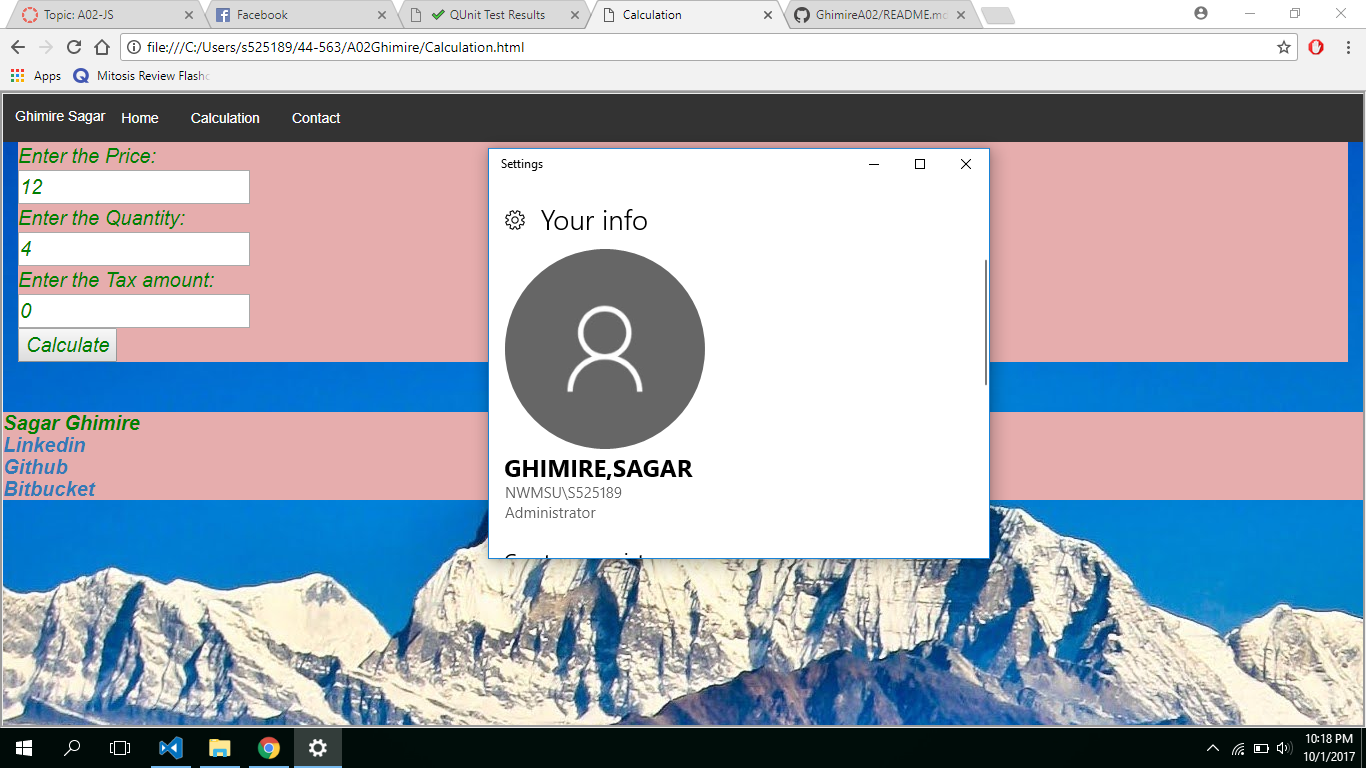 Topic: A02-JS
Facebook
QUnit Test Results
Calculation
GhimireA02/README.md
file:///C:/Users/s525189/44-563/A02Ghimire/Calculation.html
Apps
Mitosis Review Flashc
Ghimire Sagar Home Calculation Contact
Enter the Price:
12
Enter the Quantity:
4
Enter the Tax amount:
0
Calculate
Sagar Ghimire
Linkedin
Github
Bitbucket
Settings
Your info
GHIMIRE,SAGAR
NWMSU\S525189
Administrator
10:18 PM
10/1/2017